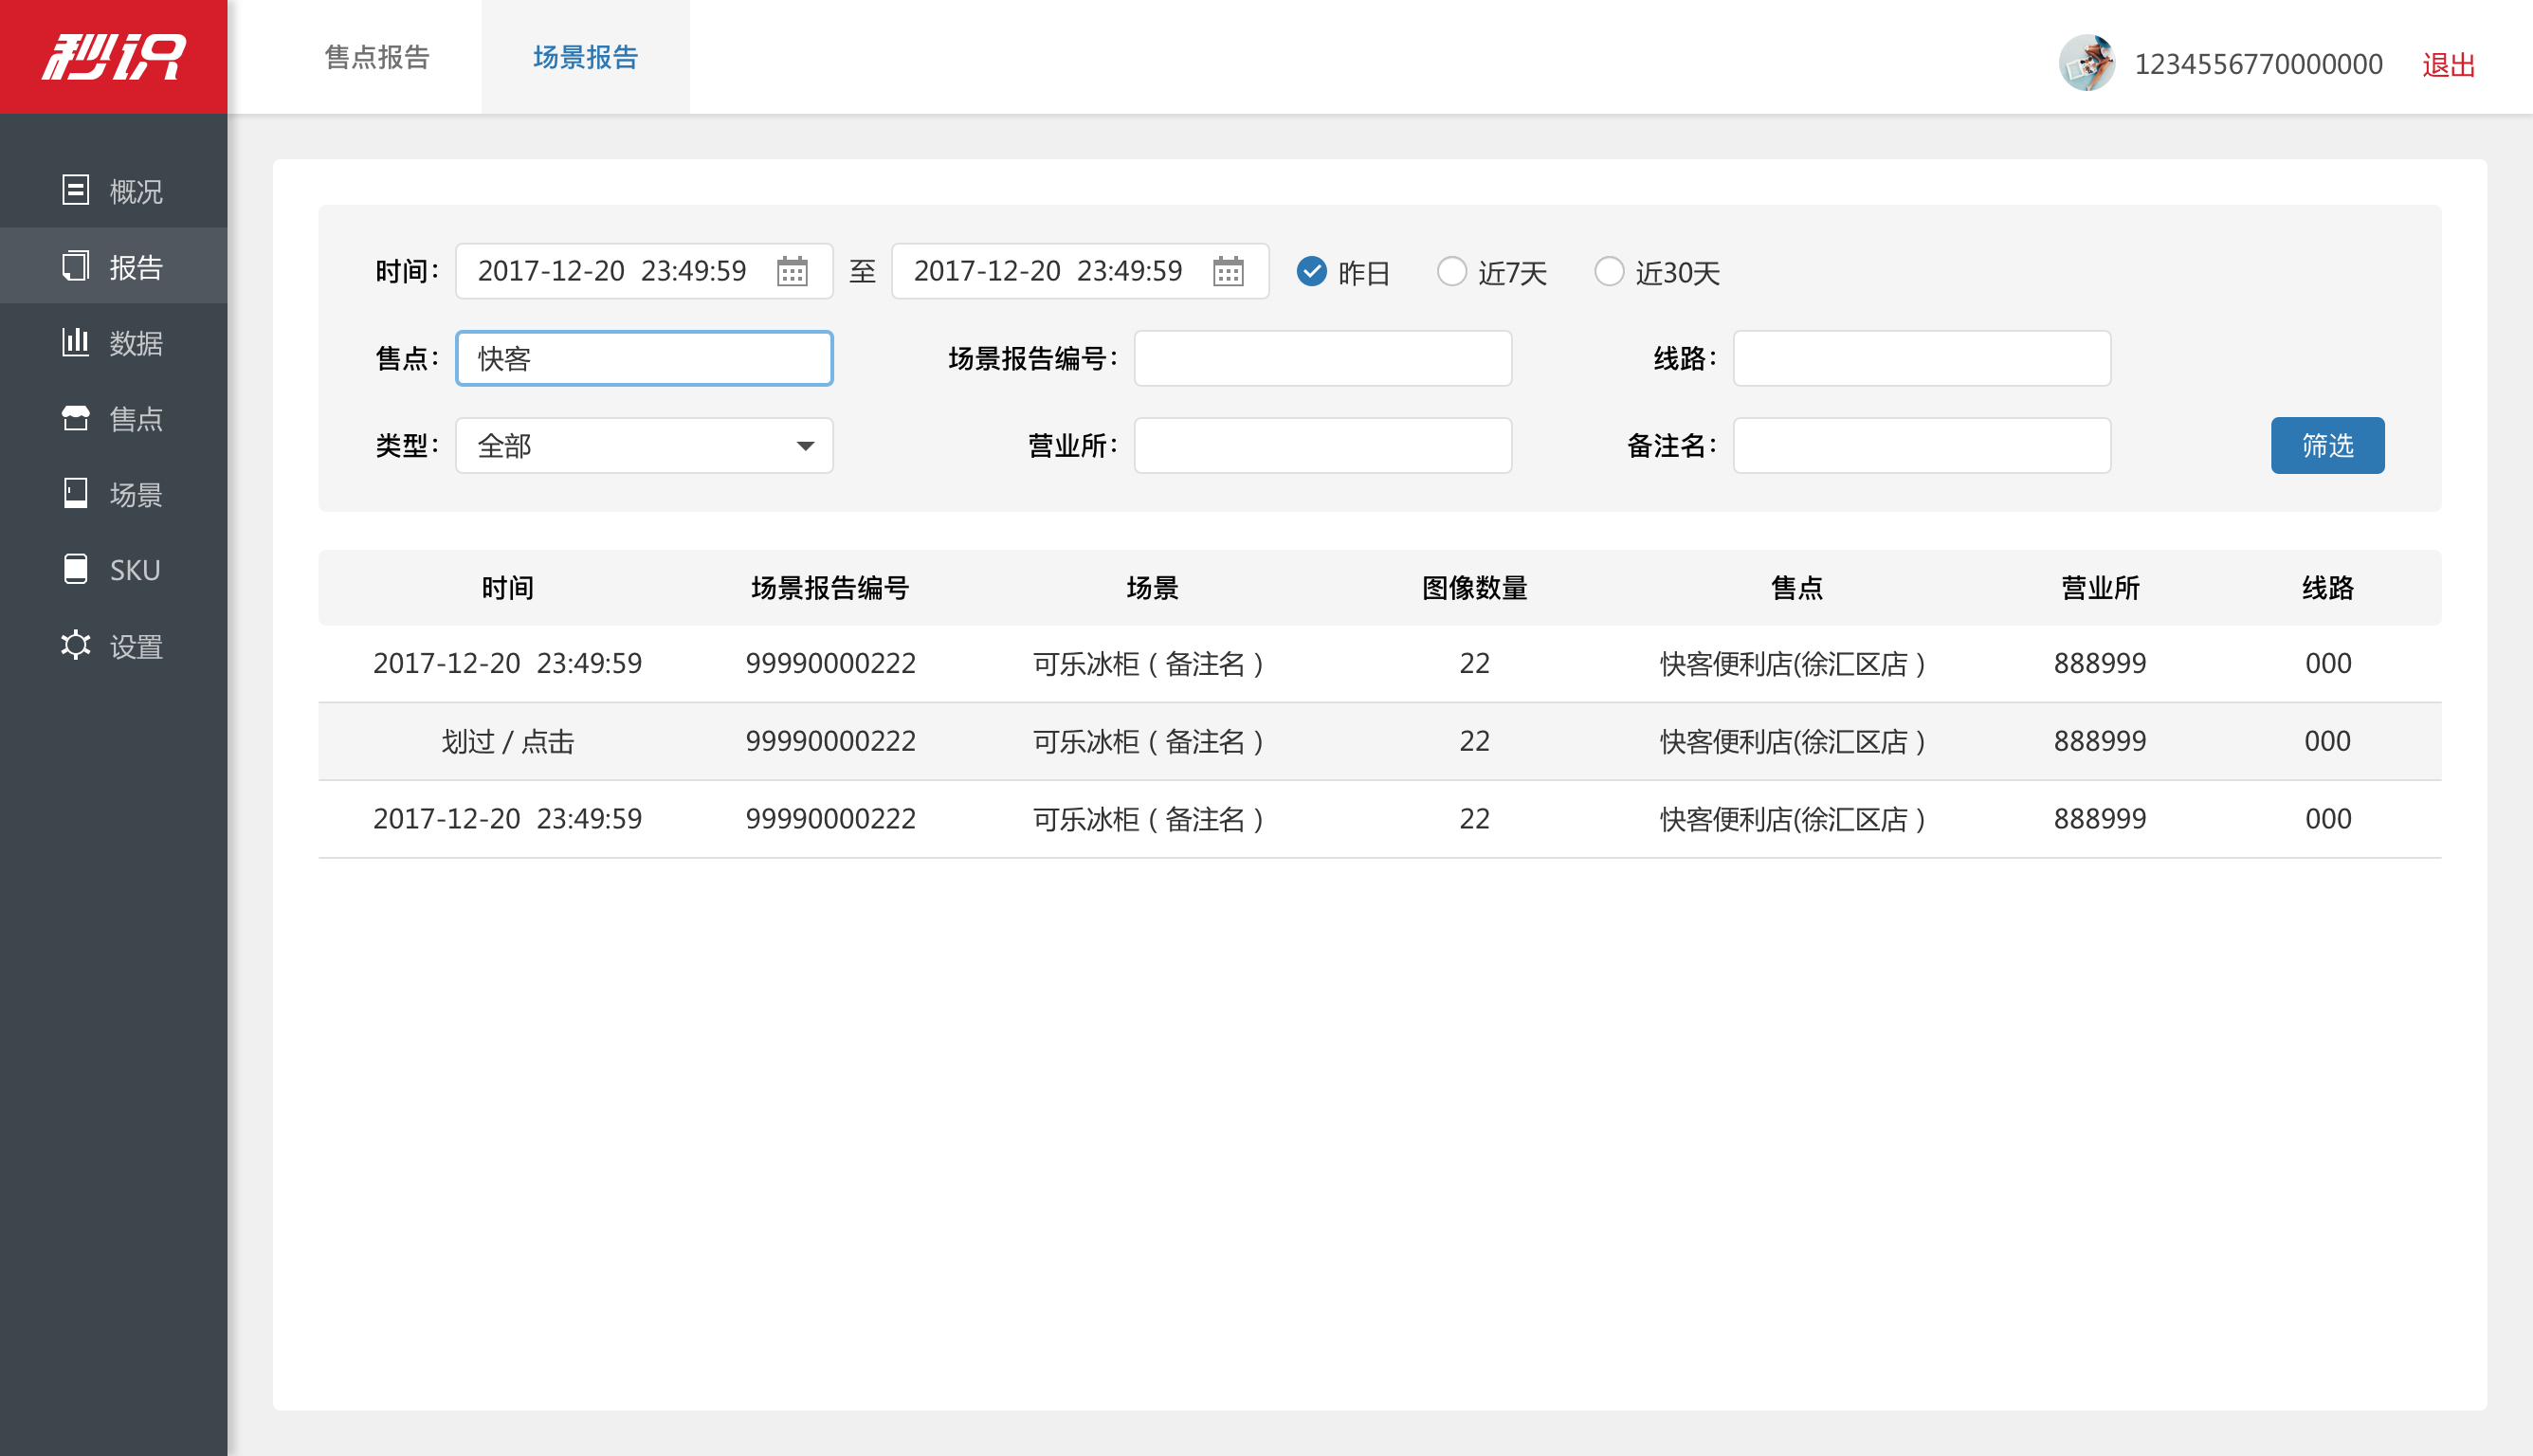 秒识
售点报告
场景报告
1234556770000000
退出
概况
报告
数据
售点
场景
SKU
设置
时间： 2017-12-20 23:49:59 至 2017-12-20 23:49:59 昨日 近7天 近30天
售点： 快客 场景报告编号： 线路：
类型： 全部 营业所： 备注名： 筛选
时间 场景报告编号 场景 图像数量 售点 营业所 线路
2017-12-20 23:49:59 99990000222 可乐冰柜（备注名） 22 快客便利店(徐汇区店） 888999 000
划过 / 点击 99990000222 可乐冰柜（备注名） 22 快客便利店(徐汇区店） 888999 000
2017-12-20 23:49:59 99990000222 可乐冰柜（备注名） 22 快客便利店(徐汇区店） 888999 000